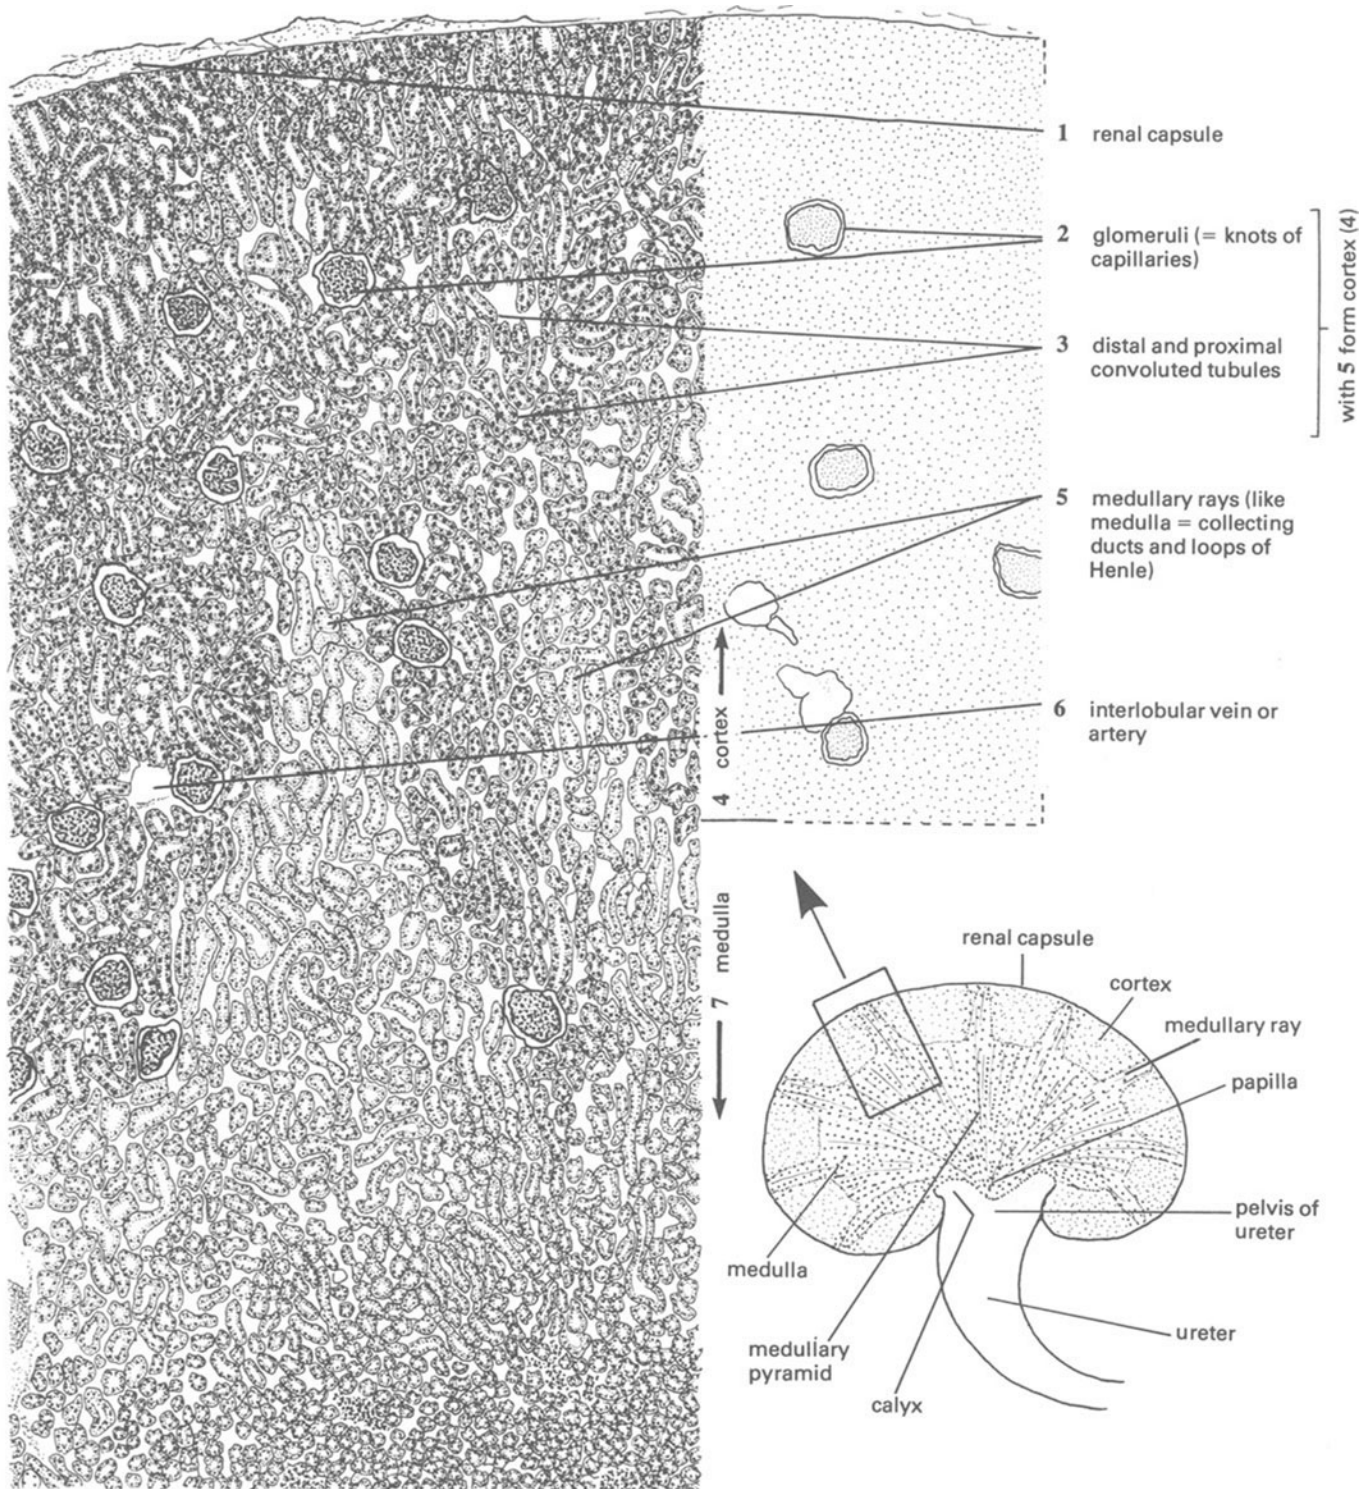 1 renal capsule
2 glomeruli (= knots of
capillaries)
3 distal and proximal
convoluted tubules
with 5 form cortex (4)
5 medullary rays (like
medulla = collecting
ducts and loops of
Henle)
6 interlobular vein or
artery
4 cortex
7 medulla
renal capsule
cortex
medullary ray
papilla
pelvis of
ureter
ureter
medulla
medullary
pyramid
calyx